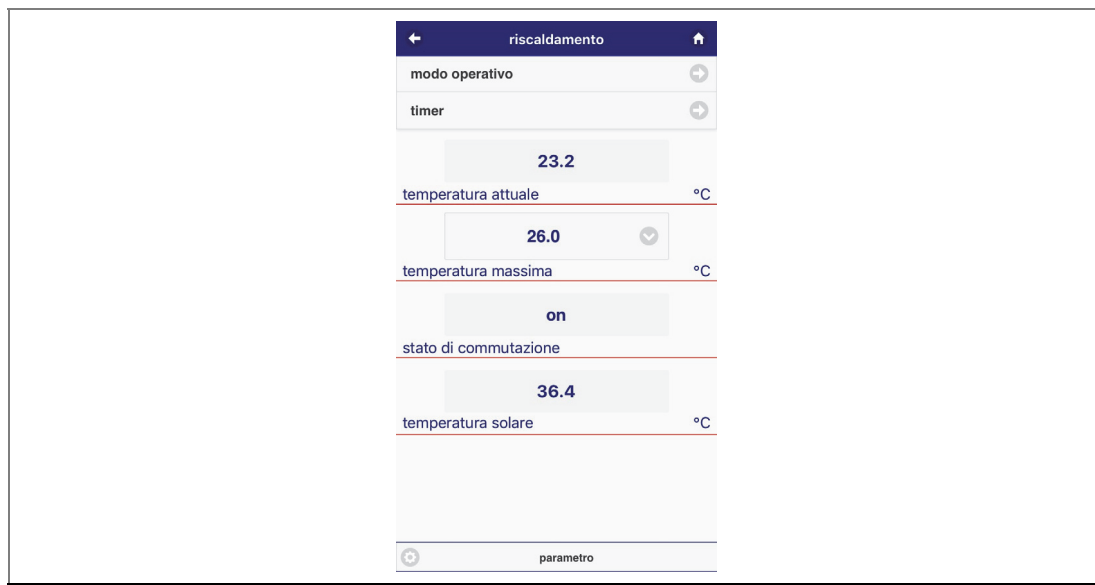 riscaldamento
modo operativo
timer
23.2
temperatura attuale °C
26.0
temperatura massima °C
on
stato di commutazione
36.4
temperatura solare °C
parametro